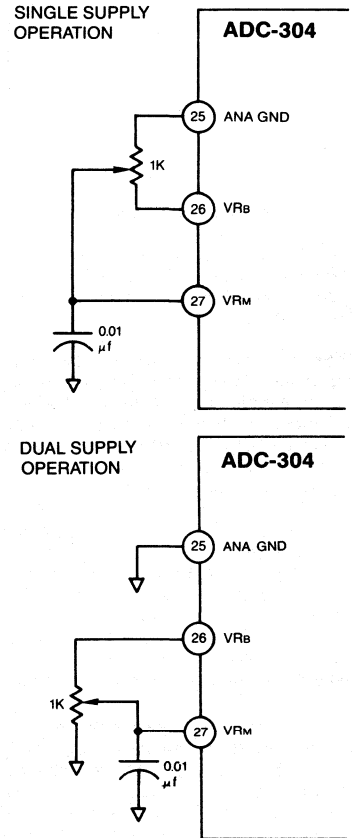 SINGLE SUPPLY
OPERATION
ADC-304
25 ANA GND
1K
26 VRB
27 VRM
0.01
μf
DUAL SUPPLY
OPERATION
ADC-304
25 ANA GND
26 VRB
1K
27 VRM
0.01
μf